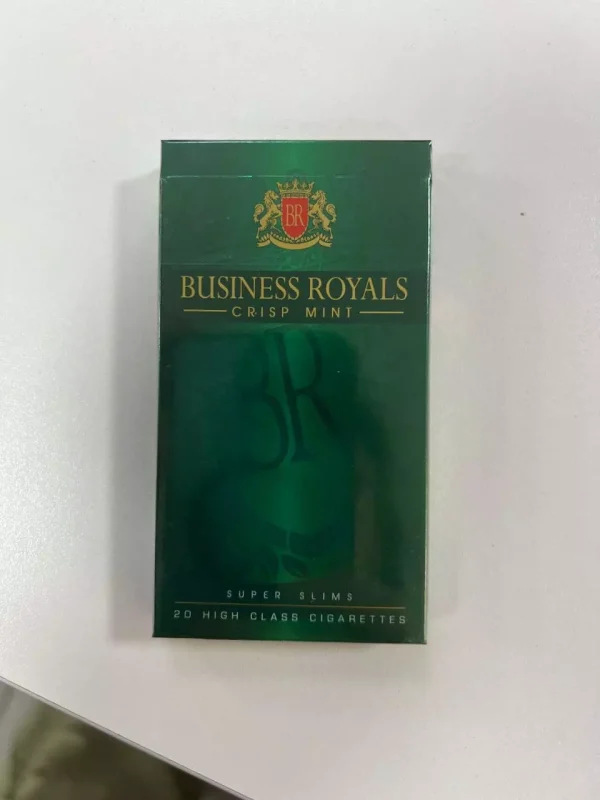 BR
BUSINESS ROYALS
CRISP MINT
BR
SUPER SLIMS
20 HIGH CLASS CIGARETTES